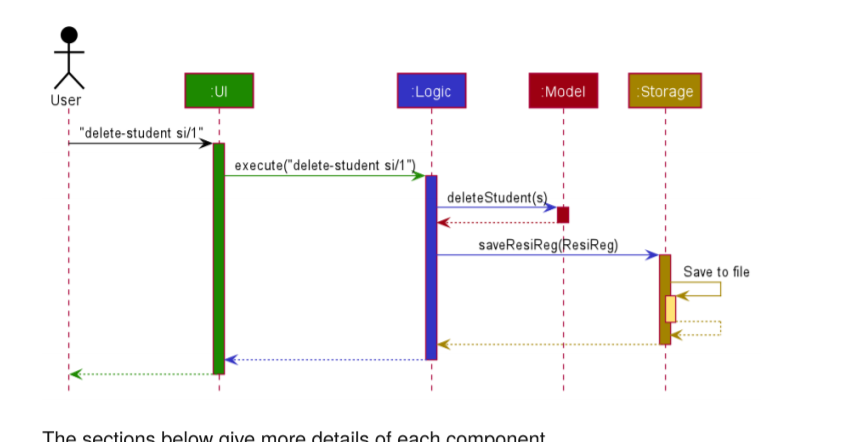 User
:UI
:Logic
:Model
:Storage
"delete-student si/1"
execute("delete-student si/1")
deleteStudent(s)
saveResiReg(ResiReg)
Save to file
The sections below give more details of each component